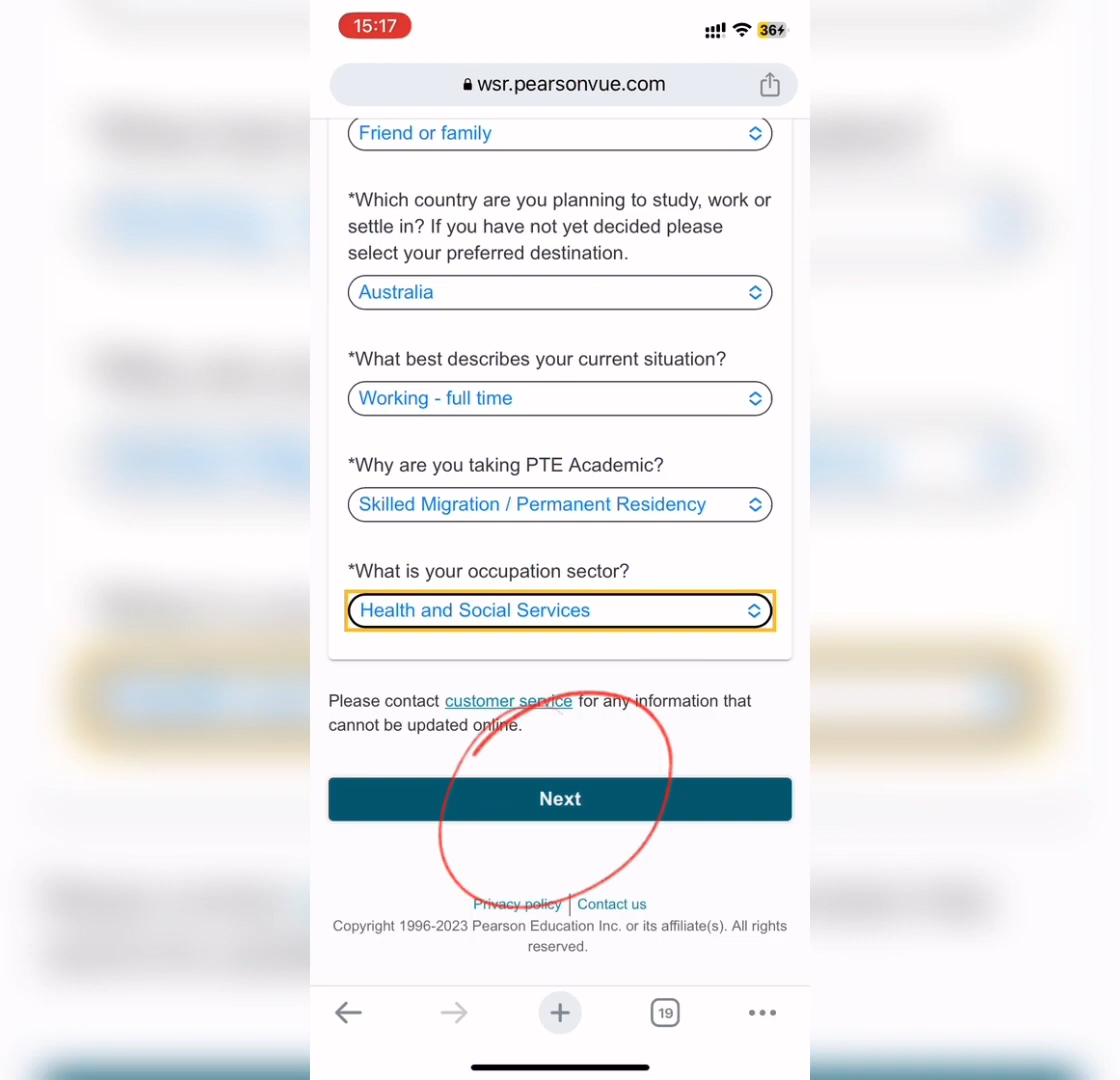 15:17
36
wsr.pearsonvue.com
Friend or family
*Which country are you planning to study, work or
settle in? If you have not yet decided please
select your preferred destination.
Australia
*What best describes your current situation?
Working - full time
*Why are you taking PTE Academic?
Skilled Migration / Permanent Residency
*What is your occupation sector?
Health and Social Services
Please contact customer service for any information that
cannot be updated online.
Next
Privacy policy | Contact us
Copyright 1996-2023 Pearson Education Inc. or its affiliate(s). All rights
reserved.
19